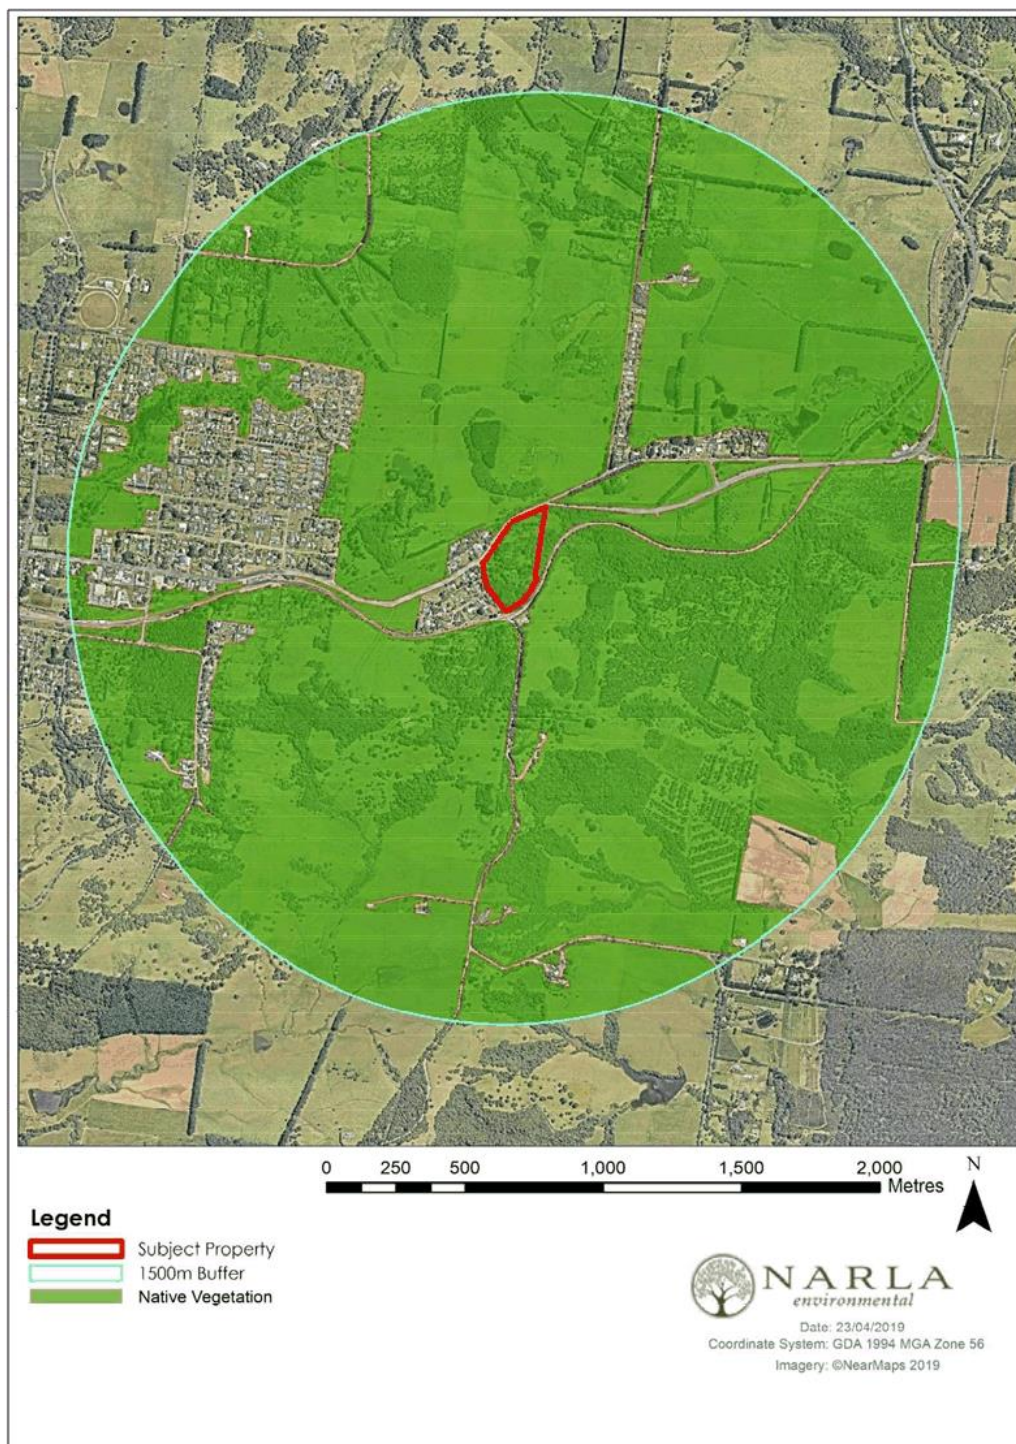 0 250 500 1,000 1,500 2,000
Metres
N
Legend
Subject Property
1500m Buffer
Native Vegetation
NARLA
environmental
Date: 23/04/2019
Coordinate System: GDA 1994 MGA Zone 56
Imagery: ©NearMaps 2019